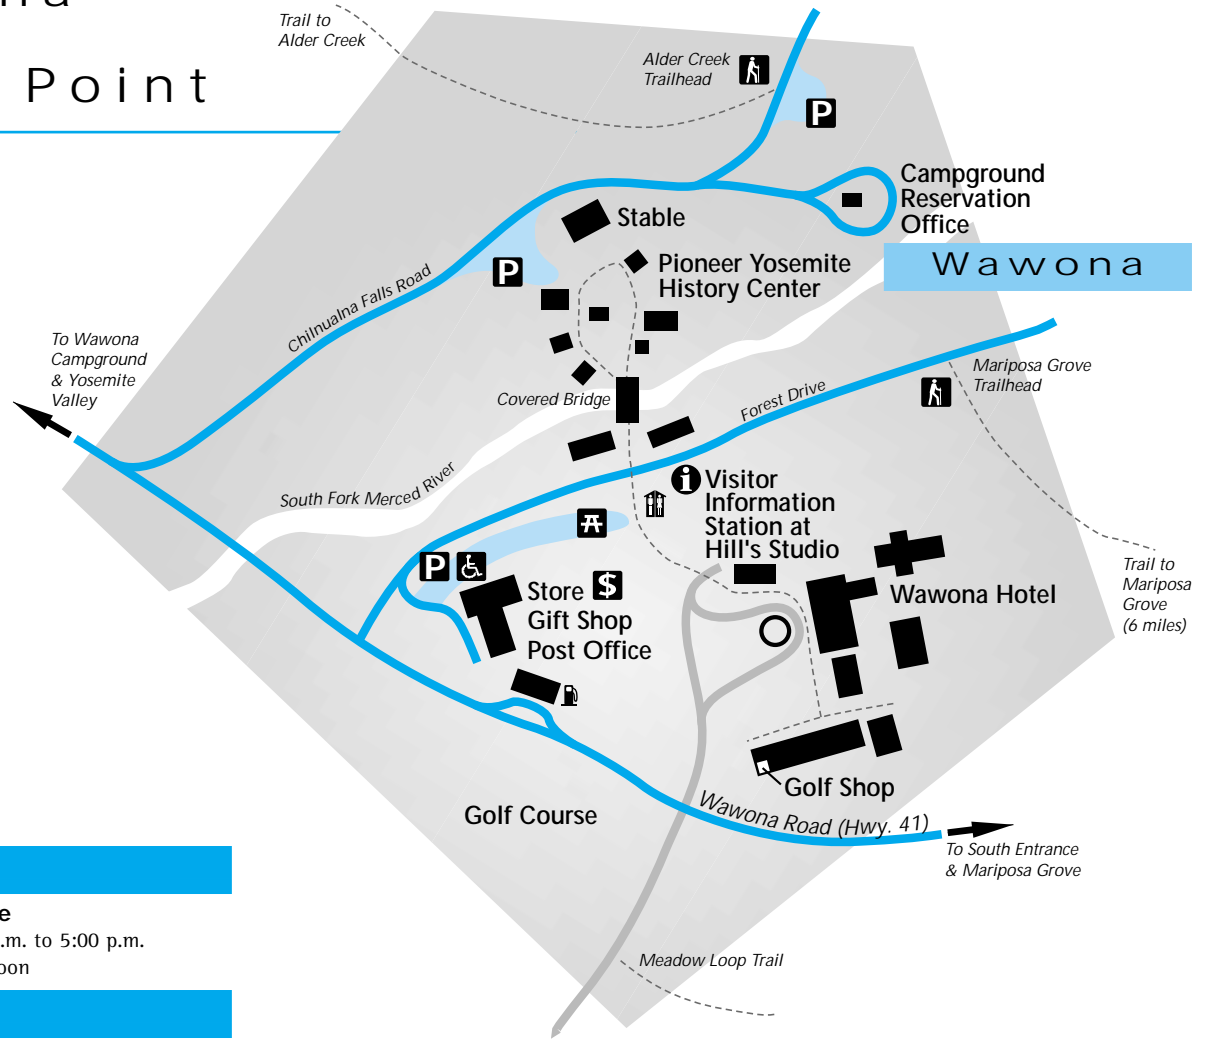 Point
Trail to
Alder Creek
Alder Creek
Trailhead
P
Campground
Reservation
Office
Wawona
Stable
P
Pioneer Yosemite
History Center
Chilnualna Falls Road
To Wawona
Campground
& Yosemite
Valley
Covered Bridge
Forest Drive
Mariposa Grove
Trailhead
South Fork Merced River
i
Visitor
Information
Station at
Hill's Studio
P
Store $
Gift Shop
Post Office
Wawona Hotel
Trail to
Mariposa
Grove
(6 miles)
Golf Shop
Golf Course
Wawona Road (Hwy. 41)
To South Entrance
& Mariposa Grove
e
.m. to 5:00 p.m.
oon
Meadow Loop Trail